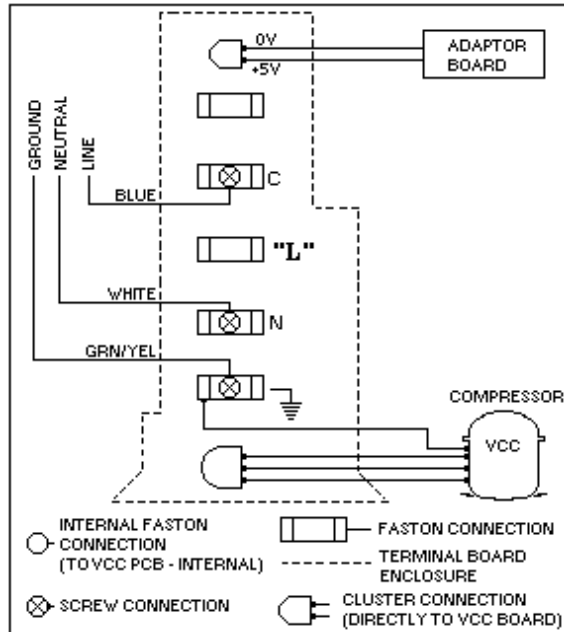 0V
+5V
ADAPTOR
BOARD
GROUND
NEUTRAL
LINE
C
BLUE
"L"
WHITE
N
GRN/YEL
COMPRESSOR
VCC
INTERNAL FASTON
CONNECTION
(TO VCC PCB - INTERNAL)
FASTON CONNECTION
TERMINAL BOARD
ENCLOSURE
SCREW CONNECTION
CLUSTER CONNECTION
(DIRECTLY TO VCC BOARD)